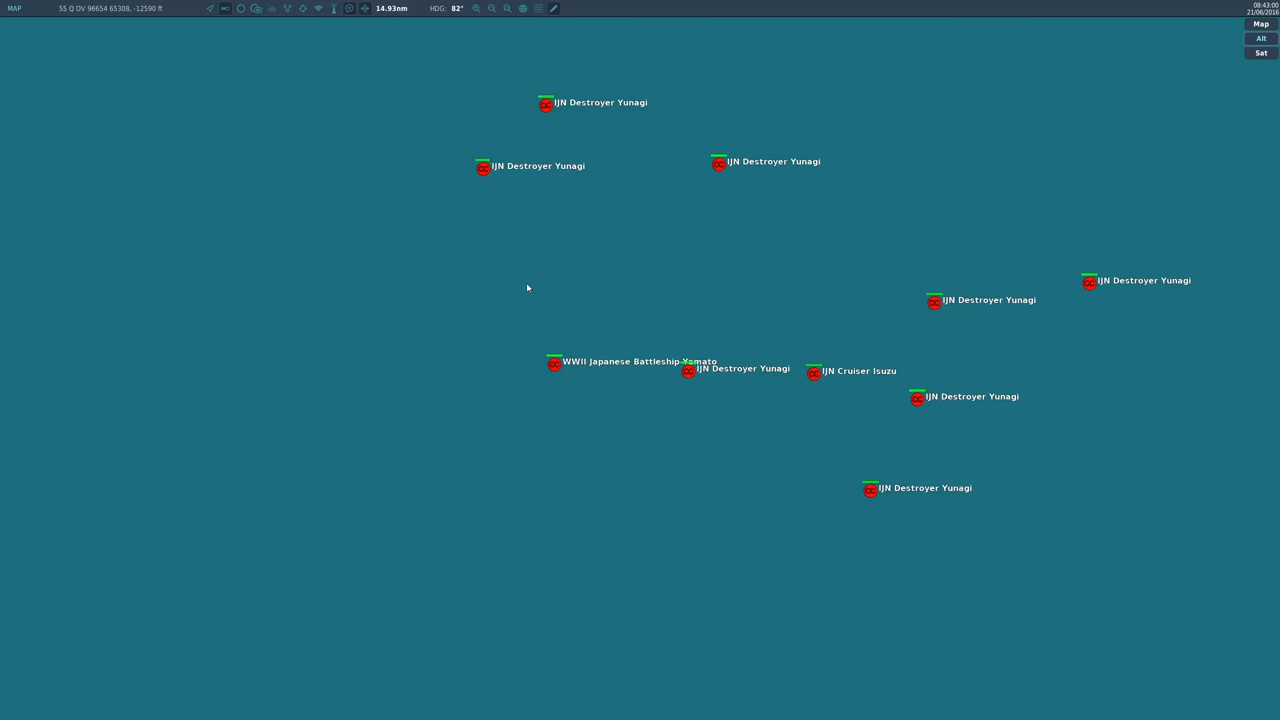 MAP 55 Q DV 96654 65308, -12590 ft 14.93nm HDG: 82° 08:43:00
21/06/2016
Map
Alt
Sat
IJN Destroyer Yunagi
IJN Destroyer Yunagi
IJN Destroyer Yunagi
IJN Destroyer Yunagi
IJN Destroyer Yunagi
WWII Japanese Battleship Yamato
IJN Destroyer Yunagi
IJN Cruiser Isuzu
IJN Destroyer Yunagi
IJN Destroyer Yunagi